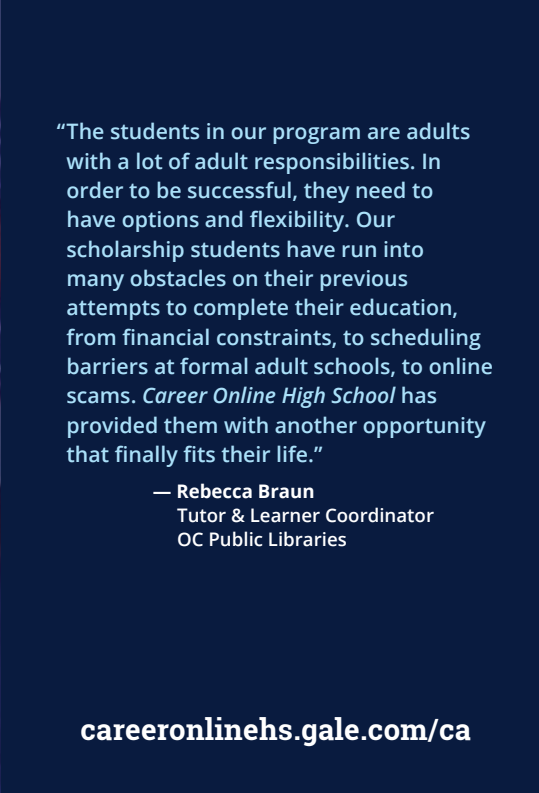 “The students in our program are adults
with a lot of adult responsibilities. In
order to be successful, they need to
have options and flexibility. Our
scholarship students have run into
many obstacles on their previous
attempts to complete their education,
from financial constraints, to scheduling
barriers at formal adult schools, to online
scams. Career Online High School has
provided them with another opportunity
that finally fits their life.”
— Rebecca Braun
Tutor & Learner Coordinator
OC Public Libraries
careeronlinehs.gale.com/ca